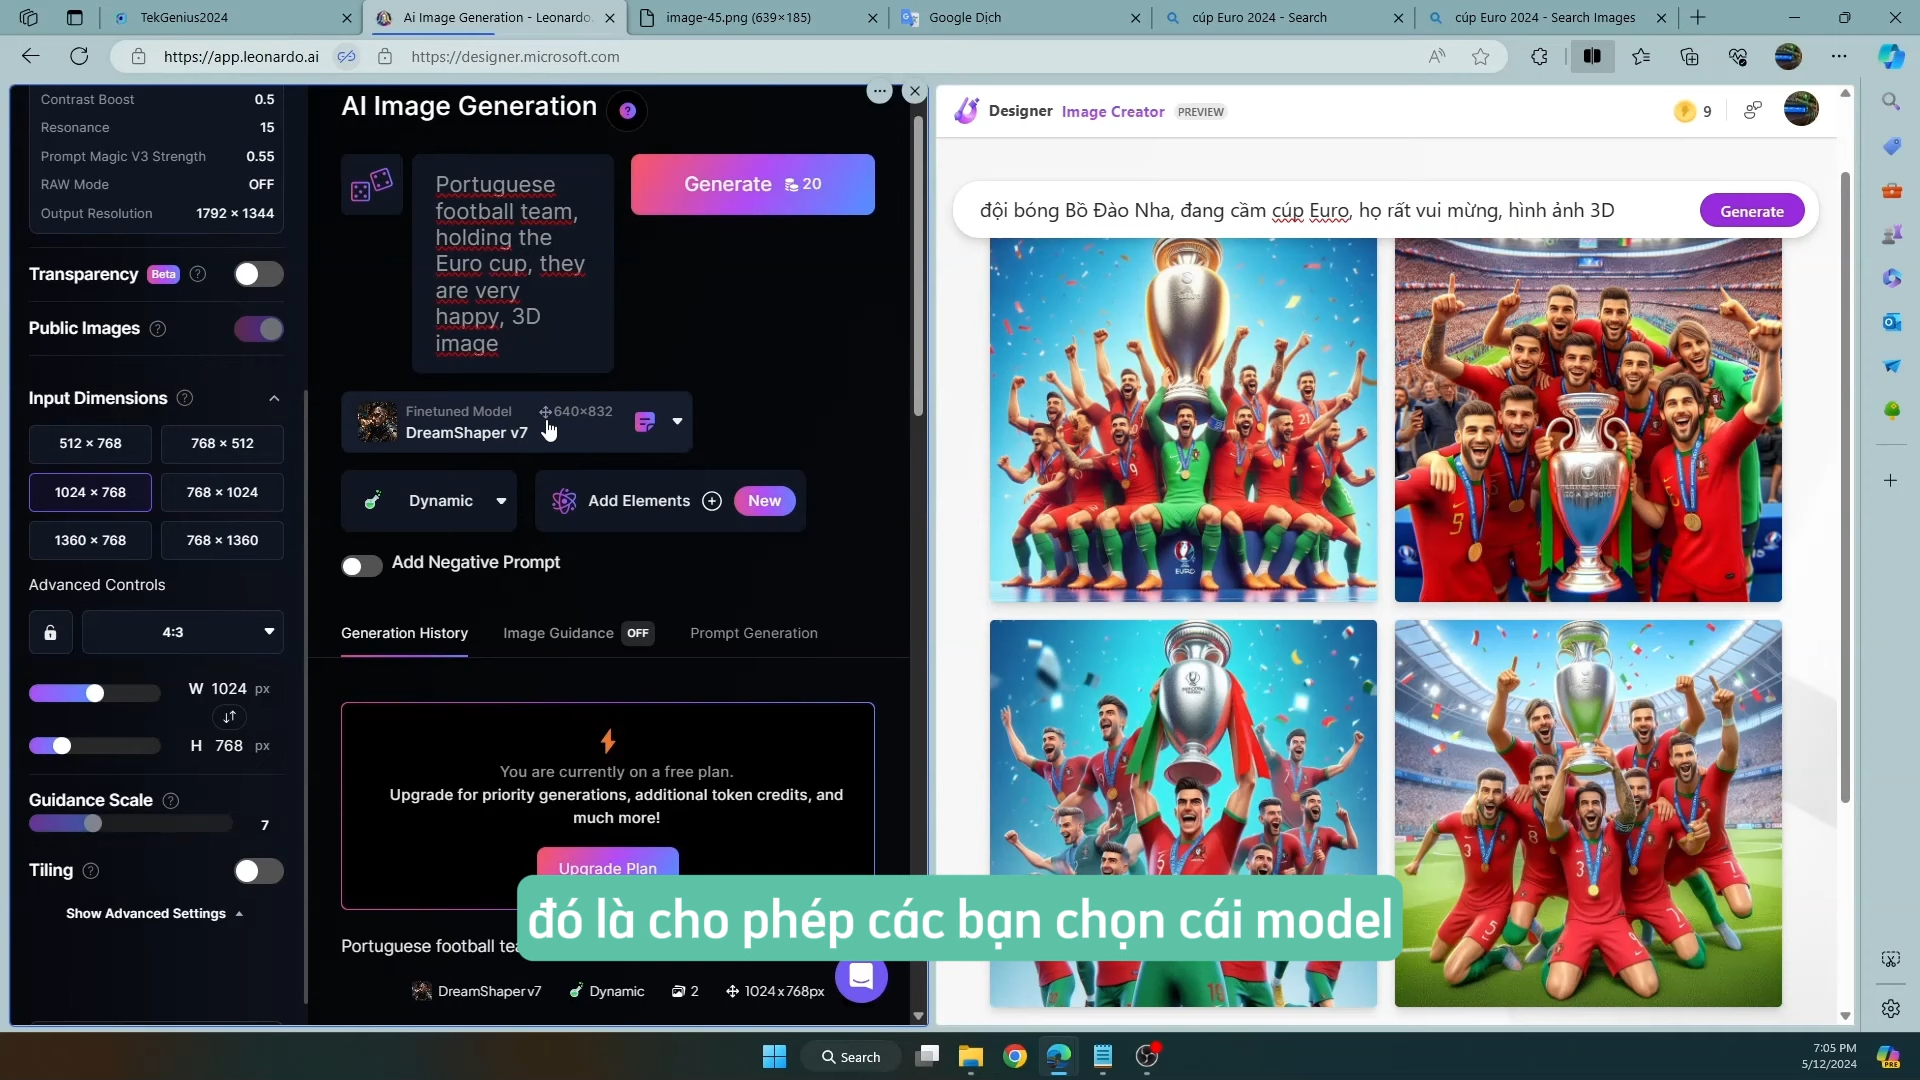 TekGenius2024
Ai Image Generation - Leonardo.
image-45.png (639×185)
Google Dịch
cúp Euro 2024 - Search
cúp Euro 2024 - Search Images
https://app.leonardo.ai
https://designer.microsoft.com
Contrast Boost 0.5
Resonance 15
Prompt Magic V3 Strength 0.55
RAW Mode OFF
Output Resolution 1792 × 1344
Transparency Beta
Public Images
Input Dimensions
512 × 768 768 × 512
1024 × 768 768 × 1024
1360 × 768 768 × 1360
Advanced Controls
4:3
W 1024 px
H 768 px
Guidance Scale
7
Tiling
Show Advanced Settings
AI Image Generation
Portuguese
football team,
holding the
Euro cup, they
are very
happy, 3D
image
Generate 20
Finetuned Model 640×832
DreamShaper v7
Dynamic
Add Elements New
Add Negative Prompt
Generation History Image Guidance OFF Prompt Generation
You are currently on a free plan.
Upgrade for priority generations, additional token credits, and
much more!
Upgrade Plan
Portuguese football te
DreamShaper v7 Dynamic 2 1024x768px
Designer Image Creator PREVIEW 9
đội bóng Bồ Đào Nha, đang cầm cúp Euro, họ rất vui mừng, hình ảnh 3D
Generate
EURO
đó là cho phép các bạn chọn cái model
Search
7:05 PM
5/12/2024